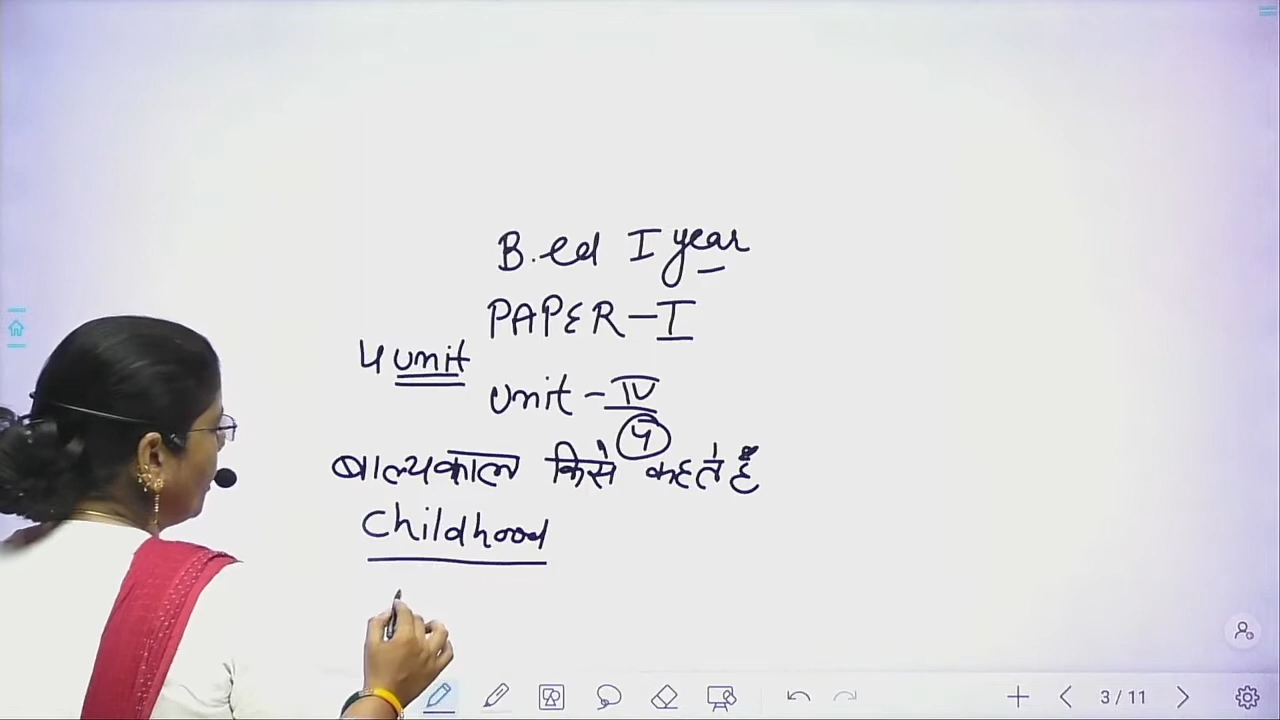 B.ed I year
PAPER-I
4 unit
unit - IV
4
बाल्यकाल किसे कहते हैं
Childhood
3/11